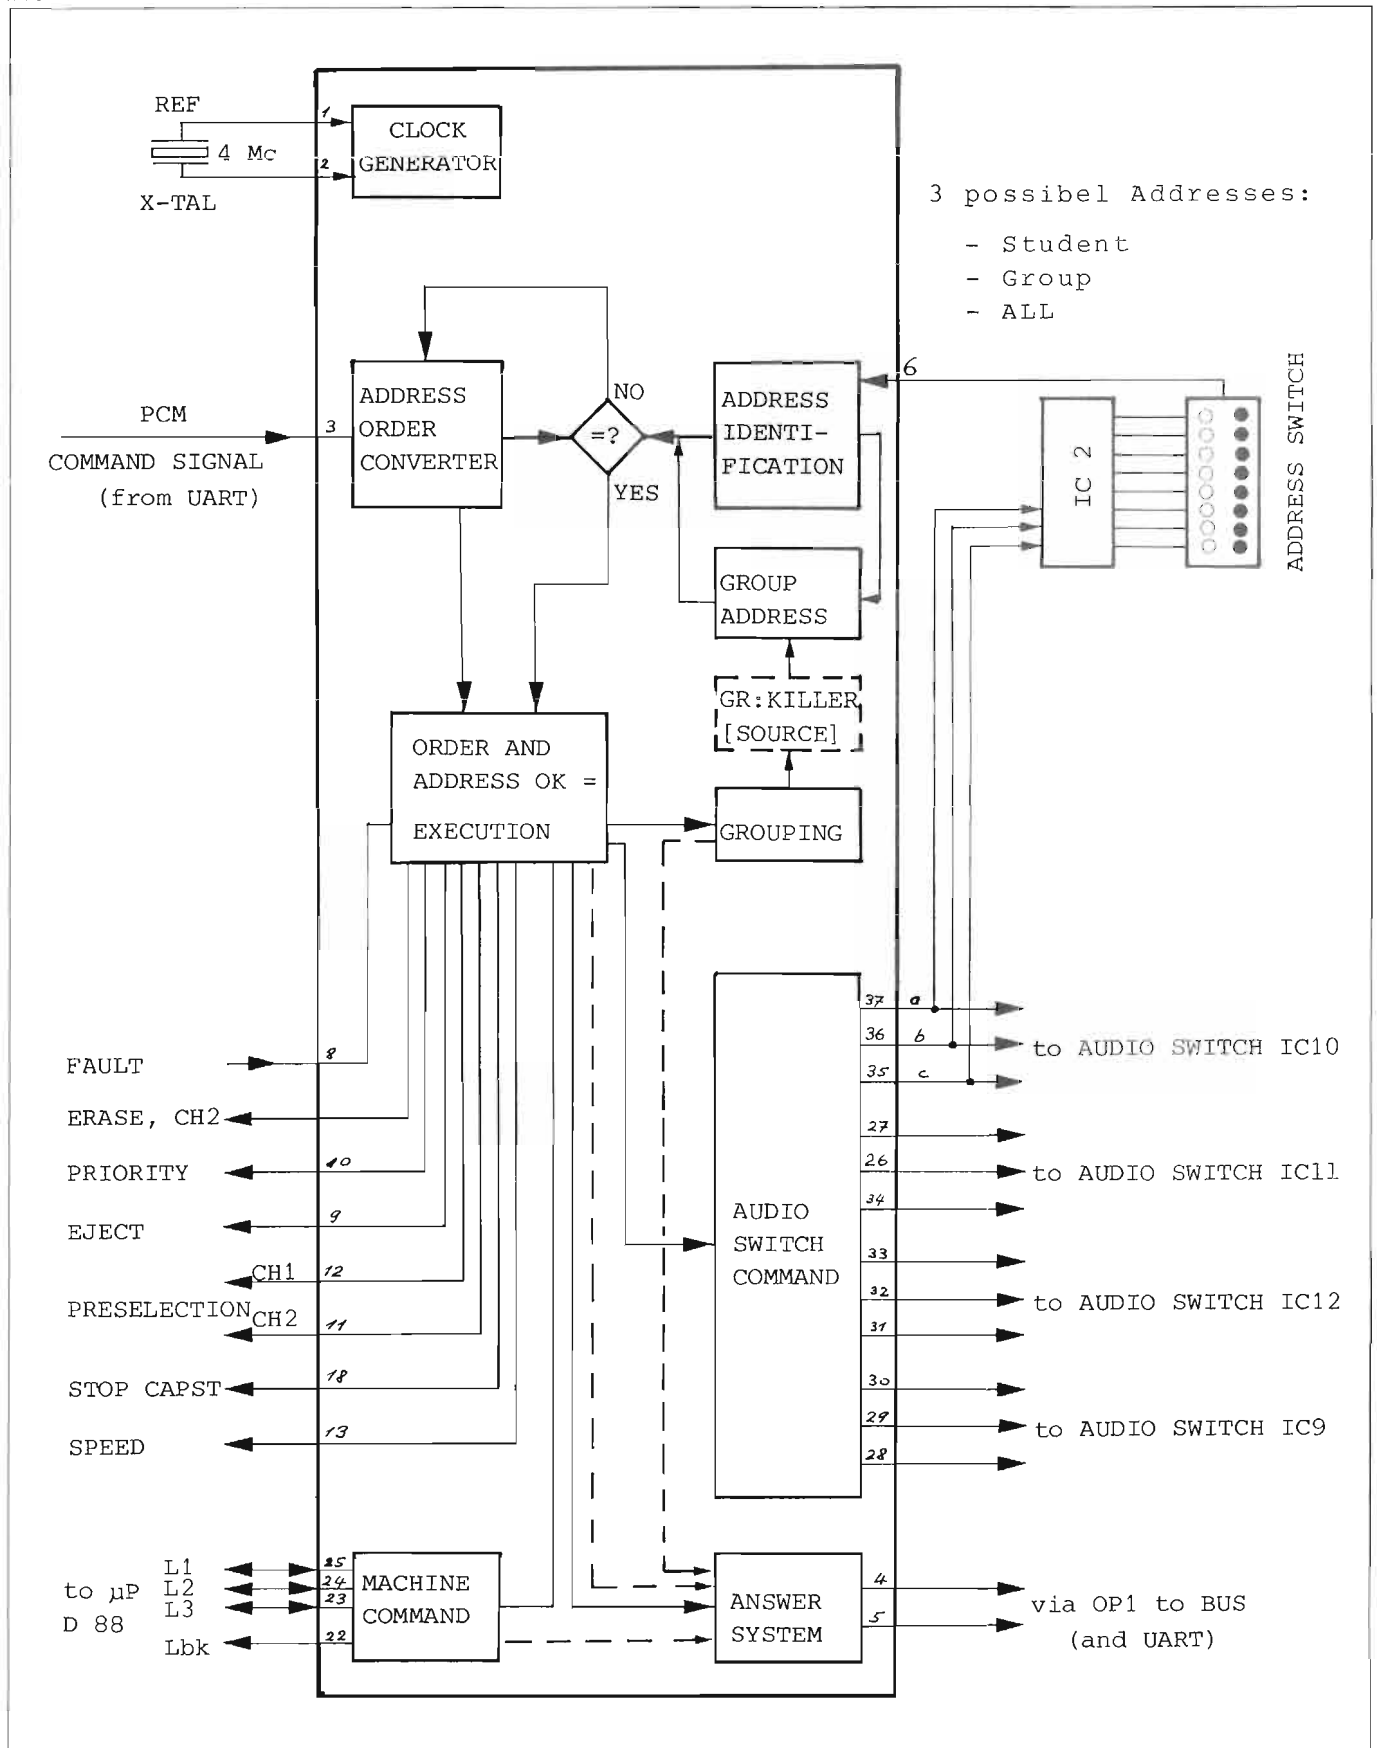 REF
1
4 Mc
2
X-TAL
CLOCK
GENERATOR
3 possibel Addresses:
- Student
- Group
- ALL
PCM
3
COMMAND SIGNAL
(from UART)
ADDRESS
ORDER
CONVERTER
NO
=?
YES
ADDRESS
IDENTI-
FICATION
6
IC 2
ADDRESS SWITCH
GROUP
ADDRESS
GR:KILLER
[SOURCE]
ORDER AND
ADDRESS OK =
EXECUTION
GROUPING
FAULT
8
ERASE, CH2
PRIORITY
10
EJECT
9
CH1
12
PRESELECTION
CH2
11
STOP CAPST
18
SPEED
13
AUDIO
SWITCH
COMMAND
37 a
36 b
35 c
to AUDIO SWITCH IC10
27
26
34
to AUDIO SWITCH IC11
33
32
31
to AUDIO SWITCH IC12
30
29
28
to AUDIO SWITCH IC9
to µP
D 88
L1
25
L2
24
L3
23
Lbk
22
MACHINE
COMMAND
ANSWER
SYSTEM
4
5
via OP1 to BUS
(and UART)